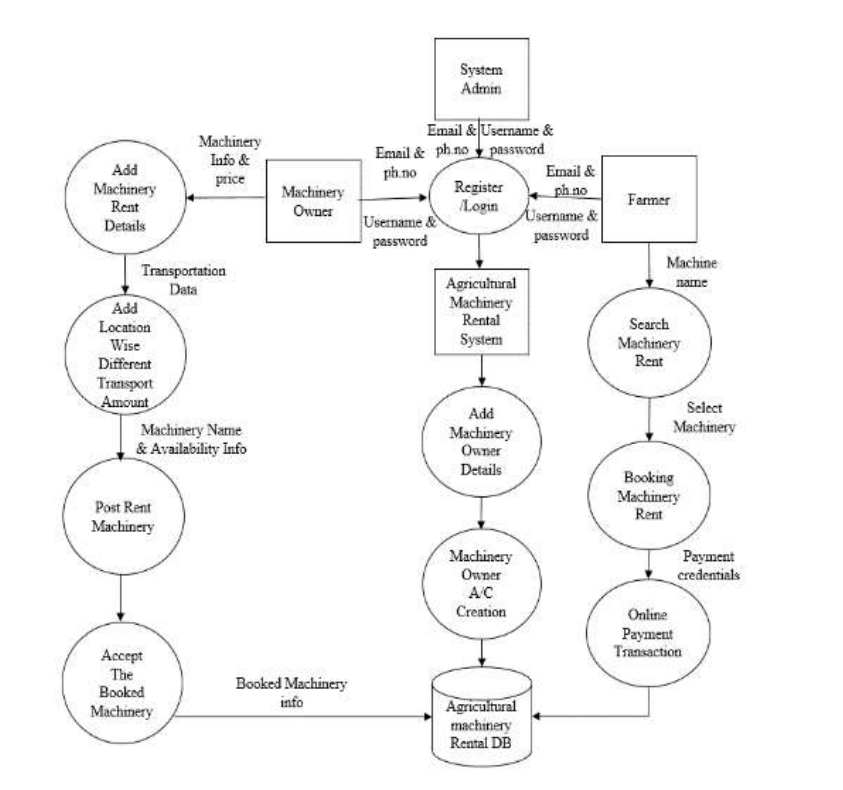 System
Admin
Email &
ph.no
Username &
password
Machinery
Info &
price
Email &
ph.no
Email &
ph.no
Add
Machinery
Rent
Details
Machinery
Owner
Register
/Login
Farmer
Username &
password
Username &
password
Transportation
Data
Agricultural
Machinery
Rental
System
Machine
name
Add
Location
Wise
Different
Transport
Amount
Search
Machinery
Rent
Machinery Name
& Availability Info
Add
Machinery
Owner
Details
Select
Machinery
Post Rent
Machinery
Booking
Machinery
Rent
Machinery
Owner
A/C
Creation
Payment
credentials
Online
Payment
Transaction
Accept
The
Booked
Machinery
Booked Machinery
info
Agricultural
machinery
Rental DB